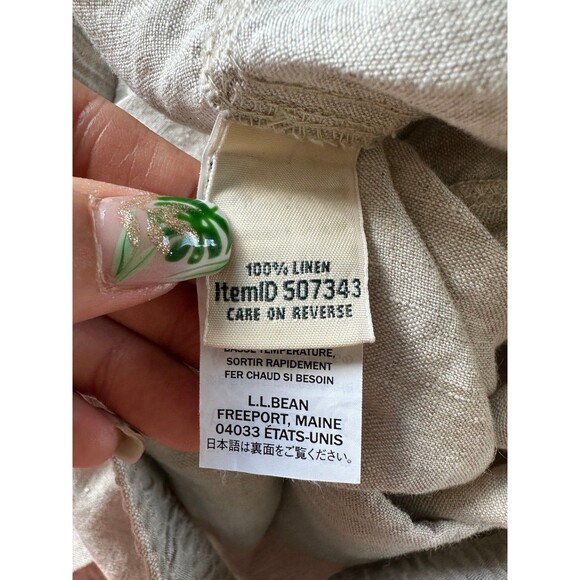 100% LINEN
ItemID 507343
CARE ON REVERSE
BASSE TEMPÉRATURE,
SORTIR RAPIDEMENT
FER CHAUD SI BESOIN
L.L.BEAN
FREEPORT, MAINE
04033 ÉTATS-UNIS
日本語は裏面をご覧ください。